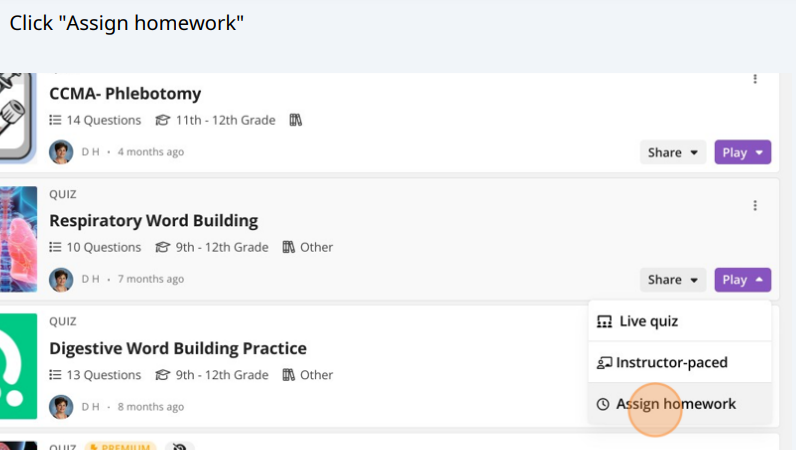 Click "Assign homework"
CCMA- Phlebotomy
14 Questions 11th - 12th Grade
D H · 4 months ago
Share Play
QUIZ
Respiratory Word Building
10 Questions 9th - 12th Grade Other
D H · 7 months ago
Share Play
Live quiz
Instructor-paced
Assign homework
QUIZ
Digestive Word Building Practice
13 Questions 9th - 12th Grade Other
D H · 8 months ago
QUIZ PREMIUM